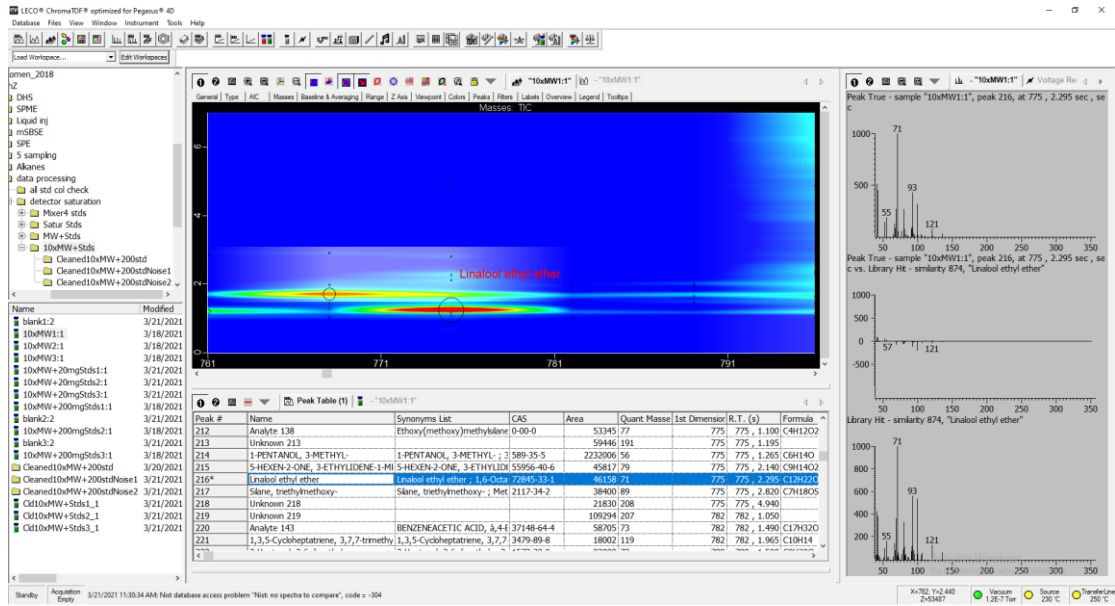 LECO® ChromaTOF® optimized for Pegasus® 4D
Database Files View Window Instrument Tools Help
Load Workspace... Edit Workspaces
omen_2018
DHS
SPME
Liquid inj
mSBSE
SPE
5 sampling
Alkanes
data processing
al std col check
detector saturation
Mixer4 stds
Satur Stds
MW+Stds
10xMW+Stds
Cleaned10xMW+200std
Cleaned10xMW+200stdNoise1
Cleaned10xMW+200stdNoise2
Name Modified
blank1:2 3/21/2021
10xMW1:1 3/18/2021
10xMW2:1 3/18/2021
10xMW3:1 3/18/2021
10xMW+20mgStds1:1 3/21/2021
10xMW+20mgStds2:1 3/21/2021
10xMW+20mgStds3:1 3/21/2021
10xMW+200mgStds1:1 3/18/2021
blank2:2 3/21/2021
10xMW+200mgStds2:1 3/18/2021
blank3:2 3/21/2021
10xMW+200mgStds3:1 3/18/2021
Cleaned10xMW+200std 3/20/2021
Cleaned10xMW+200stdNoise1 3/21/2021
Cleaned10xMW+200stdNoise2 3/21/2021
Cld10xMW+Stds1_1 3/21/2021
Cld10xMW+Stds2_1 3/21/2021
Cld10xMW+Stds3_1 3/21/2021
"10xMW1:1" - "10xMW1:1"
General Type AIC Masses Baseline & Averaging Range Z Axis Viewpoint Colors Peaks Filters Labels Overview Legend Tooltips
Masses: TIC
6
4
Linalool ethyl ether
2
0
761 771 781 791
Peak Table (1) - "10xMW1:1"
Peak # Name Synonyms List CAS Area Quant Masse 1st Dimension R.T. (s) Formula
212 Analyte 138 Ethoxy(methoxy)methylsilane 0-00-0 53345 77 775 775 , 1.100 C4H12O2
213 Unknown 213 59446 191 775 775 , 1.195
214 1-PENTANOL, 3-METHYL- 1-PENTANOL, 3-METHYL- ; 3 589-35-5 2232006 56 775 775 , 1.265 C6H14O
215 5-HEXEN-2-ONE, 3-ETHYLIDENE-1-M 5-HEXEN-2-ONE, 3-ETHYLIDE 55956-40-6 45817 79 775 775 , 2.140 C9H14O2
216* Linalool ethyl ether Linalool ethyl ether ; 1,6-Octa 72845-33-1 46158 71 775 775 , 2.295 C12H22O
217 Silane, triethylmethoxy- Silane, triethylmethoxy- ; Met 2117-34-2 38400 89 775 775 , 2.820 C7H18OS
218 Unknown 218 21830 208 775 775 , 4.940
219 Unknown 219 109294 207 782 782 , 1.050
220 Analyte 143 BENZENEACETIC ACID, à,4-B 37148-64-4 58705 73 782 782 , 1.490 C17H32O
221 1,3,5-Cycloheptatriene, 3,7,7-trimethy 1,3,5-Cycloheptatriene, 3,7,7 3479-89-8 18002 119 782 782 , 1.965 C10H14
- "10xMW1:1" Voltage Re
Peak True - sample "10xMW1:1", peak 216, at 775 , 2.295 sec , se
c
1000
71
500
93
55
121
50 100 150 200 250 300 350
Peak True - sample "10xMW1:1", peak 216, at 775 , 2.295 sec , se
c vs. Library Hit - similarity 874, "Linalool ethyl ether"
1000
500
0
57 121
-500
50 100 150 200 250 300 350
Library Hit - similarity 874, "Linalool ethyl ether"
1000
71
800
600
93
400
200
55 121
50 100 150 200 250 300 350
Standby Acquisition Empty 3/21/2021 11:30:34 AM: Nist database access problem "Nist: no spectra to compare", code = -304 X=782, Y=2.440 Z=53487 Vacuum 1.2E-7 Torr Source 230 °C TransferLine 250 °C